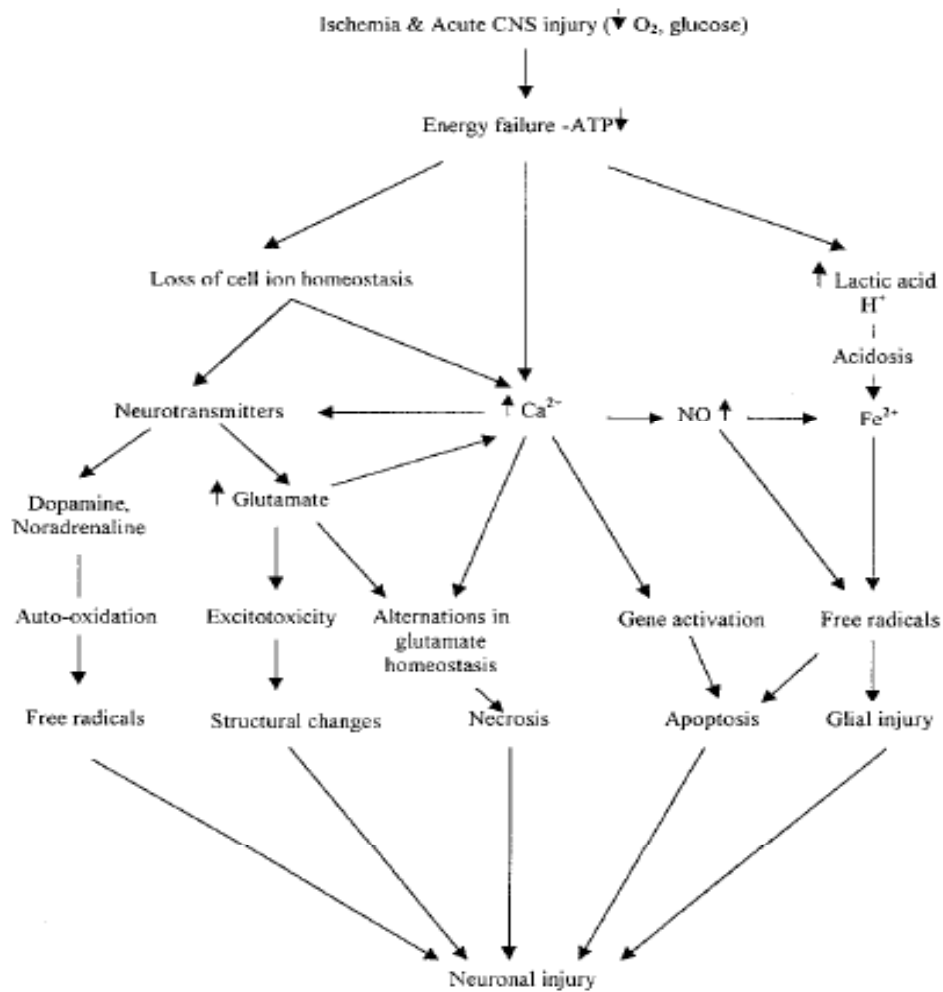 Ischemia & Acute CNS injury (↓ O₂, glucose)
Energy failure -ATP↓
Loss of cell ion homeostasis
↑ Lactic acid
H⁺
Acidosis
Neurotransmitters
↑ Ca²⁺
NO ↑
Fe²⁺
Dopamine,
Noradrenaline
↑ Glutamate
Auto-oxidation
Excitotoxicity
Alternations in
glutamate
homeostasis
Gene activation
Free radicals
Free radicals
Structural changes
Necrosis
Apoptosis
Glial injury
Neuronal injury